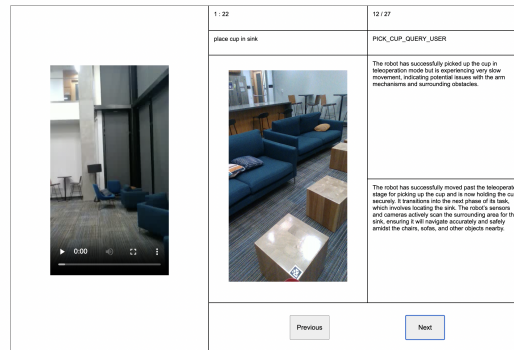 1 : 22
12 / 27
place cup in sink
PICK_CUP_QUERY_USER
The robot has successfully picked up the cup in
teleoperation mode but is experiencing very slow
movement, indicating potential issues with the arm
mechanisms and surrounding obstacles.
The robot has successfully moved past the teleoperate
stage for picking up the cup and is now holding the cu
securely. It transitions into the next phase of its task,
which involves locating the sink. The robot's sensors
and cameras actively scan the surrounding area for th
sink, ensuring it will navigate accurately and safely
amidst the chairs, sofas, and other objects nearby.
0:00
Previous
Next